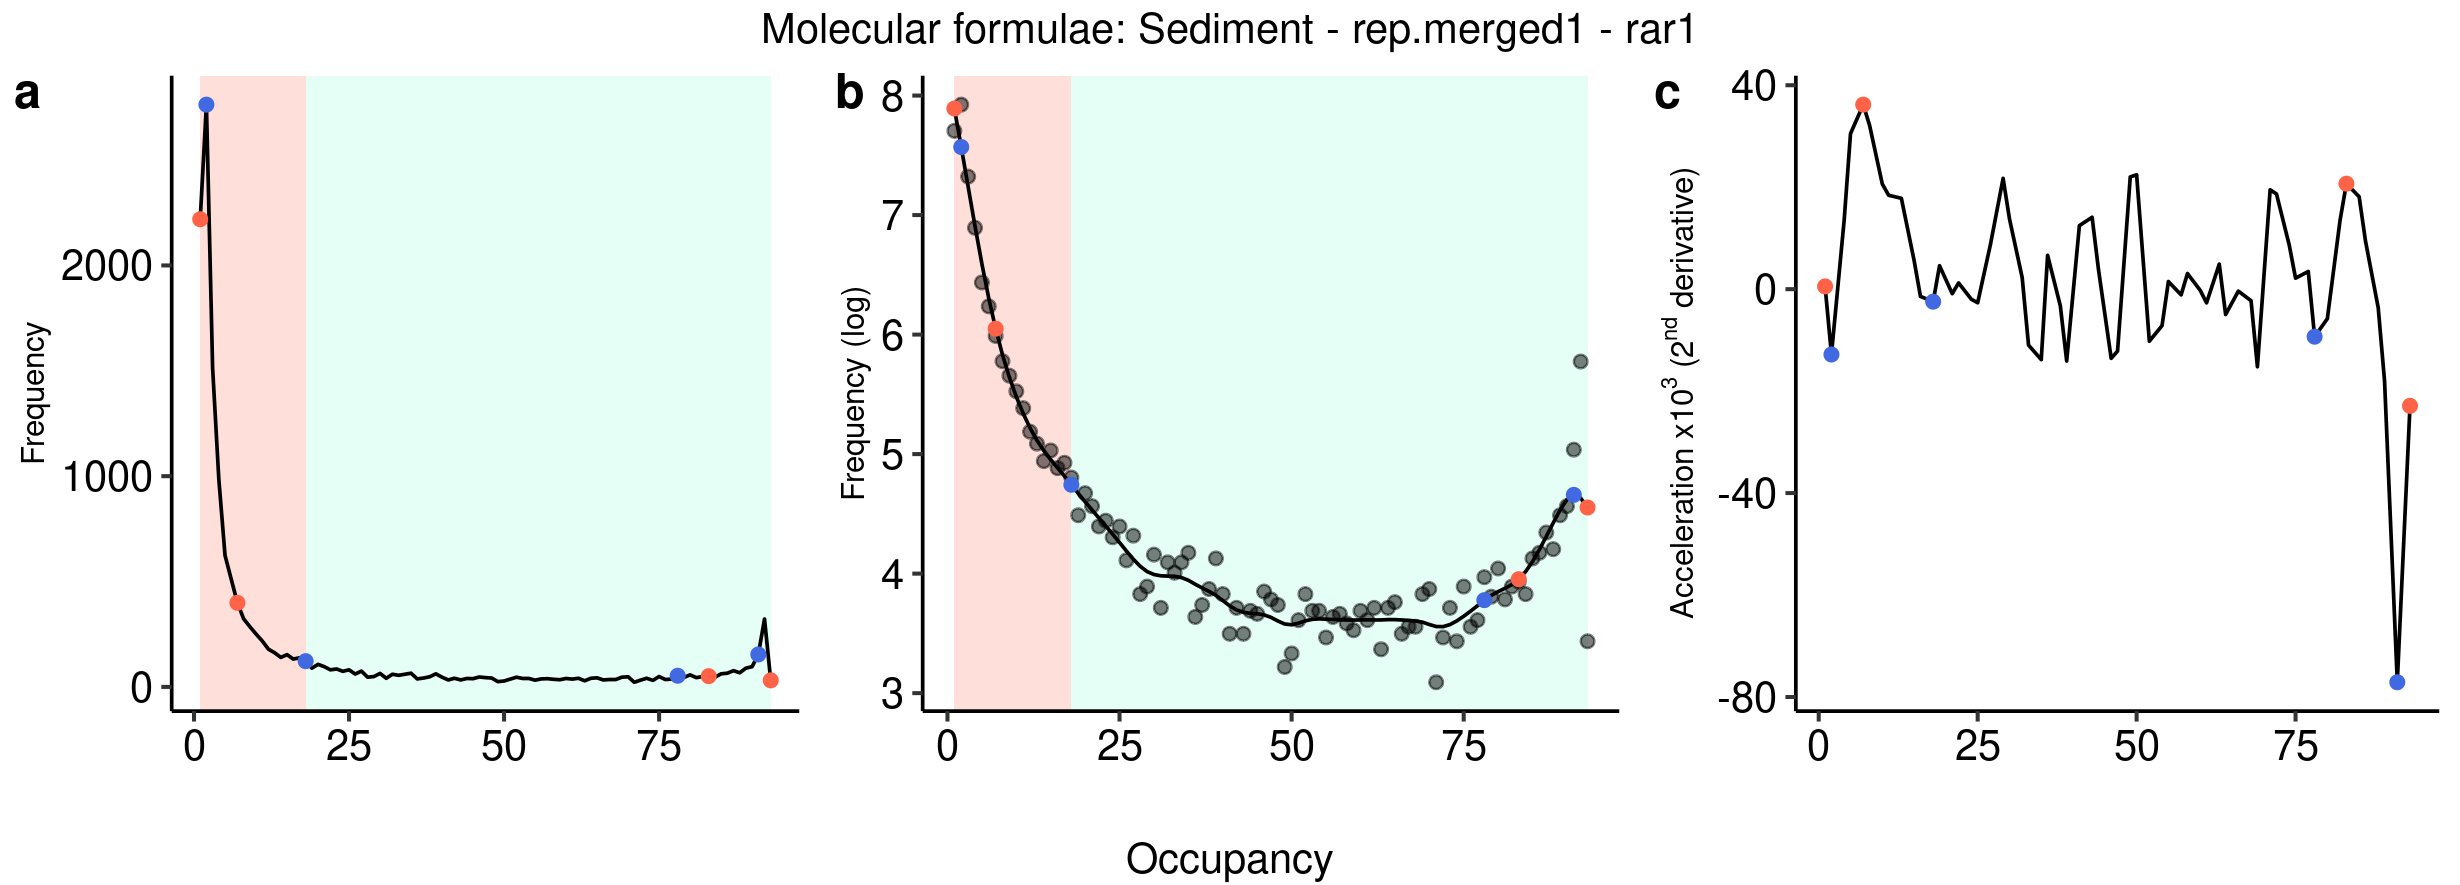 Molecular formulae: Sediment - rep.merged1 - rar1
a
Frequency
2000
1000
0
0 25 50 75
b
Frequency (log)
8
7
6
5
4
3
0 25 50 75
c
Acceleration x10³ (2ⁿᵈ derivative)
40
0
-40
-80
0 25 50 75
Occupancy